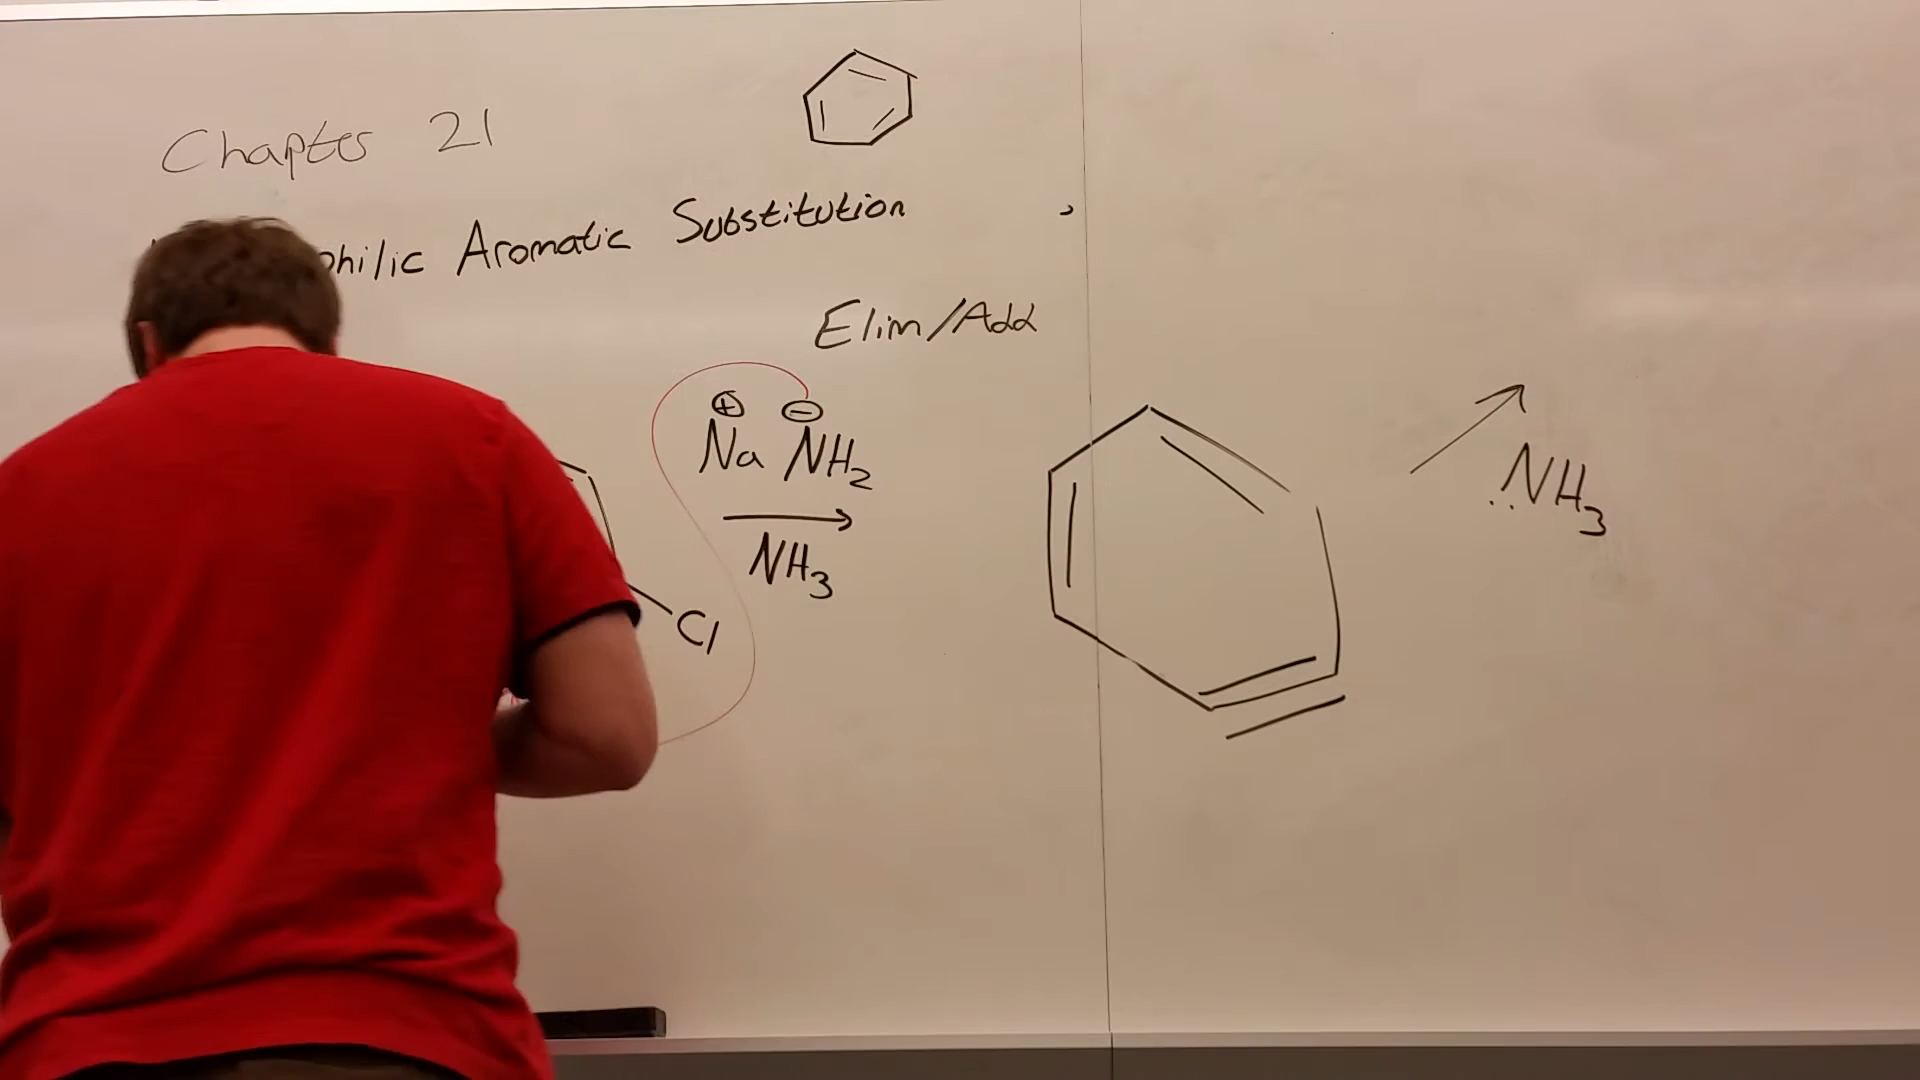 Chapter 21
philic Aromatic Substitution
Elim/Add
⊕ ⊖
Na NH2
NH3
Cl
:NH3